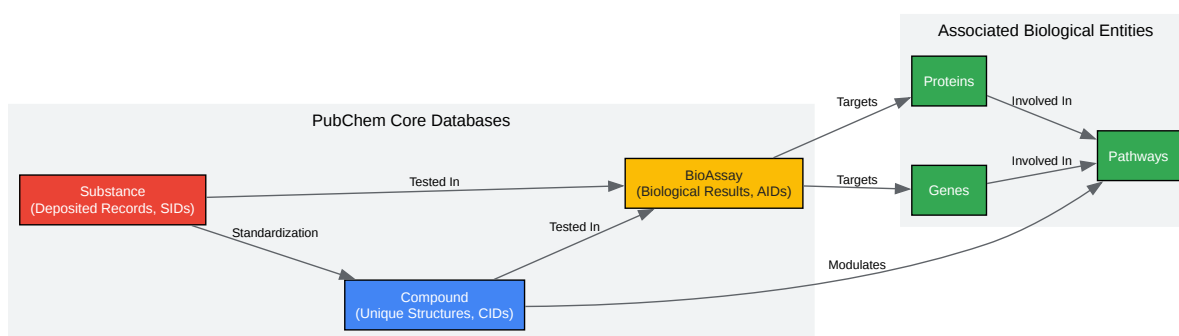 Associated Biological Entities
Proteins
Targets
Involved In
PubChem Core Databases
Pathways
Involved In
BioAssay
(Biological Results, AIDs)
Targets
Genes
Substance
(Deposited Records, SIDs)
Tested In
Tested In
Standardization
Modulates
Compound
(Unique Structures, CIDs)